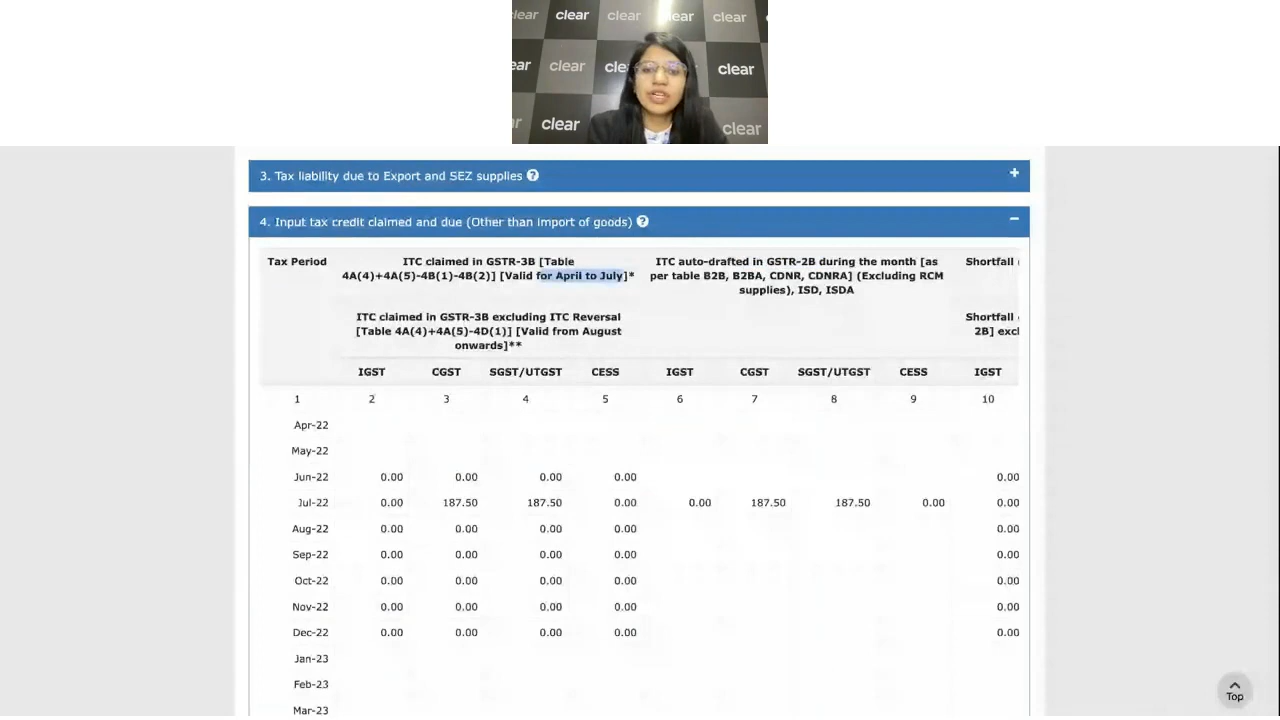 clear clear clear clear clear
ear clear cle clear
r clear clear
3. Tax liability due to Export and SEZ supplies ?
+
4. Input tax credit claimed and due (Other than import of goods) ?
−
Tax Period
ITC claimed in GSTR-3B [Table
4A(4)+4A(5)-4B(1)-4B(2)] [Valid for April to July]*
ITC claimed in GSTR-3B excluding ITC Reversal
[Table 4A(4)+4A(5)-4D(1)] [Valid from August
onwards]**
ITC auto-drafted in GSTR-2B during the month [as
per table B2B, B2BA, CDNR, CDNRA] (Excluding RCM
supplies), ISD, ISDA
Shortfall (
Shortfall
2B] excl
IGST CGST SGST/UTGST CESS IGST CGST SGST/UTGST CESS IGST
1 2 3 4 5 6 7 8 9 10
Apr-22
May-22
Jun-22 0.00 0.00 0.00 0.00 0.00
Jul-22 0.00 187.50 187.50 0.00 0.00 187.50 187.50 0.00 0.00
Aug-22 0.00 0.00 0.00 0.00 0.00
Sep-22 0.00 0.00 0.00 0.00 0.00
Oct-22 0.00 0.00 0.00 0.00 0.00
Nov-22 0.00 0.00 0.00 0.00 0.00
Dec-22 0.00 0.00 0.00 0.00 0.00
Jan-23
Feb-23
Mar-23
Top